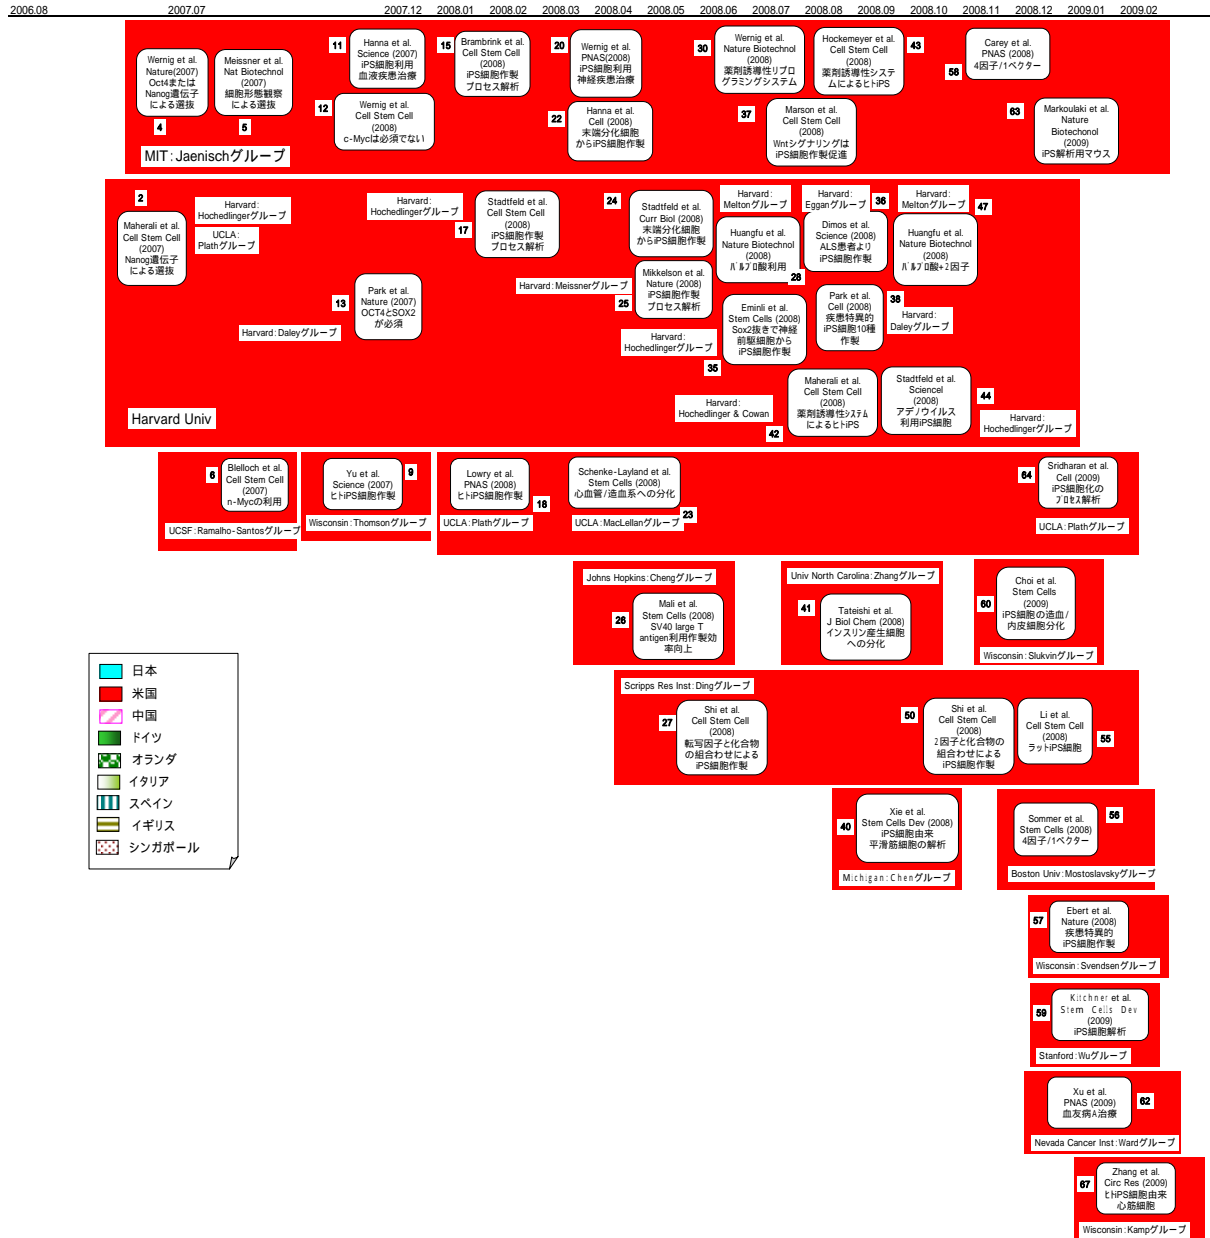 2006.08 2007.07 2007.12 2008.01 2008.02 2008.03 2008.04 2008.05 2008.06 2008.07 2008.08 2008.09 2008.10 2008.11 2008.12 2009.01 2009.02
Wernig et al.
Nature(2007)
Oct4または
Nanog遺伝子
による選抜
4
Meissner et al.
Nat Biotechnol
(2007)
細胞形態観察
による選抜
5
11
Hanna et al.
Science (2007)
iPS細胞利用
血液疾患治療
12
Wernig et al.
Cell Stem Cell
(2008)
c-Mycは必須でない
15
Brambrink et al.
Cell Stem Cell
(2008)
iPS細胞作製
プロセス解析
20
Wernig et al.
PNAS(2008)
iPS細胞利用
神経疾患治療
22
Hanna et al.
Cell (2008)
末端分化細胞
からiPS細胞作製
30
Wernig et al.
Nature Biotechnol
(2008)
薬剤誘導性リプロ
グラミングシステム
37
Marson et al.
Cell Stem Cell
(2008)
Wntシグナリングは
iPS細胞作製促進
Hockemeyer et al.
Cell Stem Cell
(2008)
薬剤誘導性システ
ムによるヒトiPS
43
58
Carey et al.
PNAS (2008)
4因子/1ベクター
63
Markoulaki et al.
Nature
Biotechonol
(2009)
iPS解析用マウス
MIT:Jaenischグループ
2
Maherali et al.
Cell Stem Cell
(2007)
Nanog遺伝子
による選抜
Harvard:
Hochedlingerグループ
UCLA:
Plathグループ
13
Park et al.
Nature (2007)
OCT4とSOX2
が必須
Harvard:Daleyグループ
Harvard:
Hochedlingerグループ
17
Stadtfeld et al.
Cell Stem Cell
(2008)
iPS細胞作製
プロセス解析
24
Stadtfeld et al.
Curr Biol (2008)
末端分化細胞
からiPS細胞作製
Harvard:Meissnerグループ
25
Mikkelson et al.
Nature (2008)
iPS細胞作製
プロセス解析
Harvard:
Meltonグループ
Huangfu et al.
Nature Biotechnol
(2008)
バルプロ酸利用
28
Harvard:
Egganグループ
36
Dimos et al.
Science (2008)
ALS患者より
iPS細胞作製
Harvard:
Meltonグループ
47
Huangfu et al.
Nature Biotechnol
(2008)
バルプロ酸+2因子
Harvard:
Hochedlingerグループ
35
Eminli et al.
Stem Cells (2008)
Sox2抜きで神経
前駆細胞から
iPS細胞作製
Park et al.
Cell (2008)
疾患特異的
iPS細胞10種
作製
38
Harvard:
Daleyグループ
Harvard:
Hochedlinger & Cowan
42
Maherali et al.
Cell Stem Cell
(2008)
薬剤誘導性システム
によるヒトiPS
Stadtfeld et al.
Sciencel
(2008)
アデノウイルス
利用iPS細胞
44
Harvard:
Hochedlingerグループ
Harvard Univ
6
Blelloch et al.
Cell Stem Cell
(2007)
n-Mycの利用
UCSF:Ramalho-Santosグループ
Yu et al.
Science (2007)
ヒトiPS細胞作製
9
Wisconsin:Thomsonグループ
Lowry et al.
PNAS (2008)
ヒトiPS細胞作製
18
UCLA:Plathグループ
Schenke-Layland et al.
Stem Cells (2008)
心血管/造血系への分化
23
UCLA:MacLellanグループ
64
Sridharan et al.
Cell (2009)
iPS細胞化の
プロセス解析
UCLA:Plathグループ
Johns Hopkins:Chengグループ
26
Mali et al.
Stem Cells (2008)
SV40 large T
antigen利用作製効
率向上
Univ North Carolina:Zhangグループ
41
Tateishi et al.
J Biol Chem (2008)
インスリン産生細胞
への分化
60
Choi et al.
Stem Cells
(2009)
iPS細胞の造血/
内皮細胞分化
Wisconsin:Slukvinグループ
Scripps Res Inst:Dingグループ
27
Shi et al.
Cell Stem Cell
(2008)
転写因子と化合物
の組合わせによる
iPS細胞作製
50
Shi et al.
Cell Stem Cell
(2008)
2因子と化合物の
組合わせによる
iPS細胞作製
Li et al.
Cell Stem Cell
(2008)
ラットiPS細胞
55
日本
米国
中国
ドイツ
オランダ
イタリア
スペイン
イギリス
シンガポール
40
Xie et al.
Stem Cells Dev (2008)
iPS細胞由来
平滑筋細胞の解析
Michigan:Chenグループ
Sommer et al.
Stem Cells (2008)
4因子/1ベクター
56
Boston Univ:Mostoslavskyグループ
57
Ebert et al.
Nature (2008)
疾患特異的
iPS細胞作製
Wisconsin:Svendsenグループ
59
Kitchner et al.
Stem Cells Dev
(2009)
iPS細胞解析
Stanford:Wuグループ
Xu et al.
PNAS (2009)
血友病A治療
62
Nevada Cancer Inst:Wardグループ
67
Zhang et al.
Circ Res (2009)
ヒトiPS細胞由来
心筋細胞
Wisconsin:Kampグループ